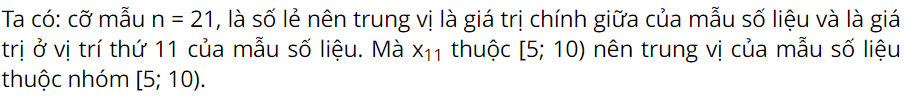 Ta có: cỡ mẫu n = 21, là số lẻ nên trung vị là giá trị chính giữa của mẫu số liệu và là giá
trị ở vị trí thứ 11 của mẫu số liệu. Mà x₁₁ thuộc [5; 10) nên trung vị của mẫu số liệu
thuộc nhóm [5; 10).